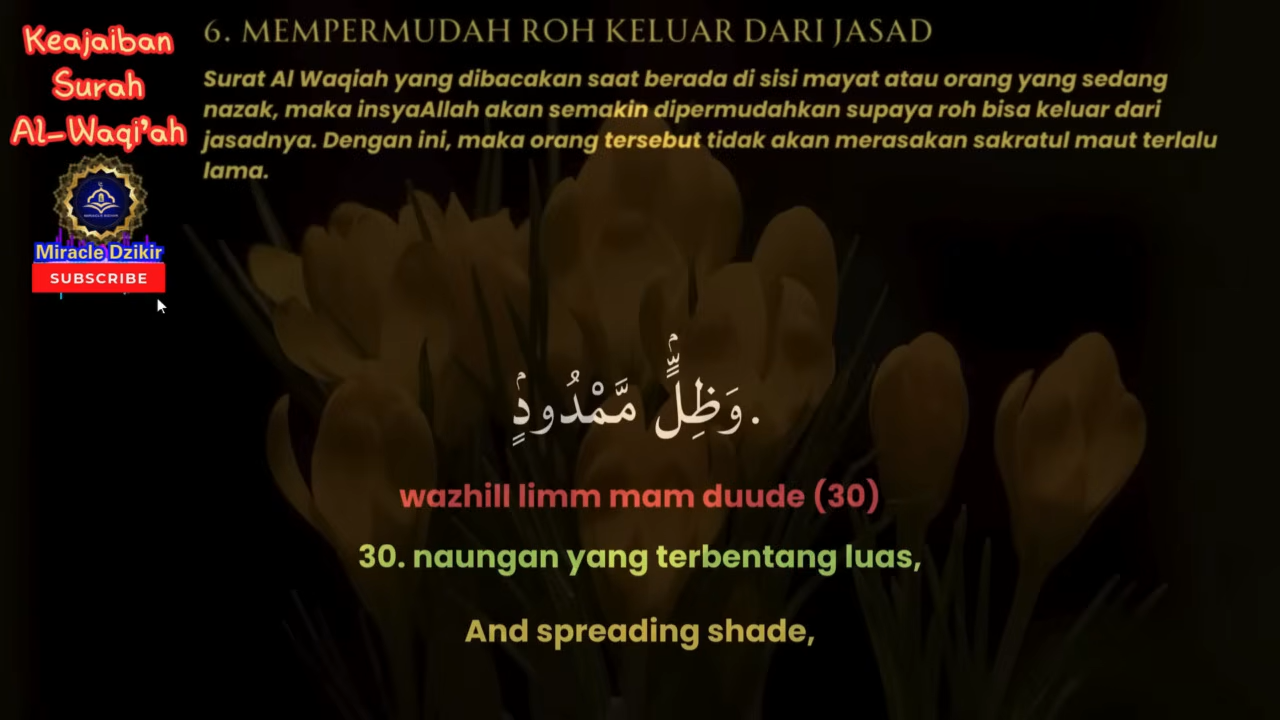 Keajaiban
Surah
Al-Waqi'ah
Miracle Dzikir
SUBSCRIBE
6. MEMPERMUDAH ROH KELUAR DARI JASAD
Surat Al Waqiah yang dibacakan saat berada di sisi mayat atau orang yang sedang
nazak, maka insyaAllah akan semakin dipermudahkan supaya roh bisa keluar dari
jasadnya. Dengan ini, maka orang tersebut tidak akan merasakan sakratul maut terlalu
lama.
وَظِلٍّۢ مَّمْدُودٍۢ.
wazhill limm mam duude (30)
30. naungan yang terbentang luas,
And spreading shade,